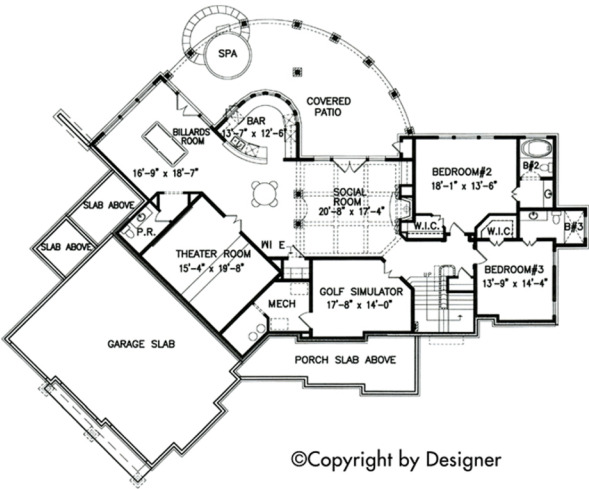 SPA
COVERED
PATIO
BAR
13'-7" x 12'-6"
BILLARDS
ROOM
16'-9" x 18'-7"
BEDROOM#2
18'-1" x 13'-6"
B#2
SOCIAL
ROOM
20'-8" x 17'-4"
SLAB ABOVE
P.R.
W.I.C.
W.I.C.
B#3
SLAB ABOVE
THEATER ROOM
15'-4" x 19'-8"
BEDROOM#3
13'-9" x 14'-4"
UP
GOLF SIMULATOR
17'-8" x 14'-0"
MECH
GARAGE SLAB
PORCH SLAB ABOVE
©Copyright by Designer